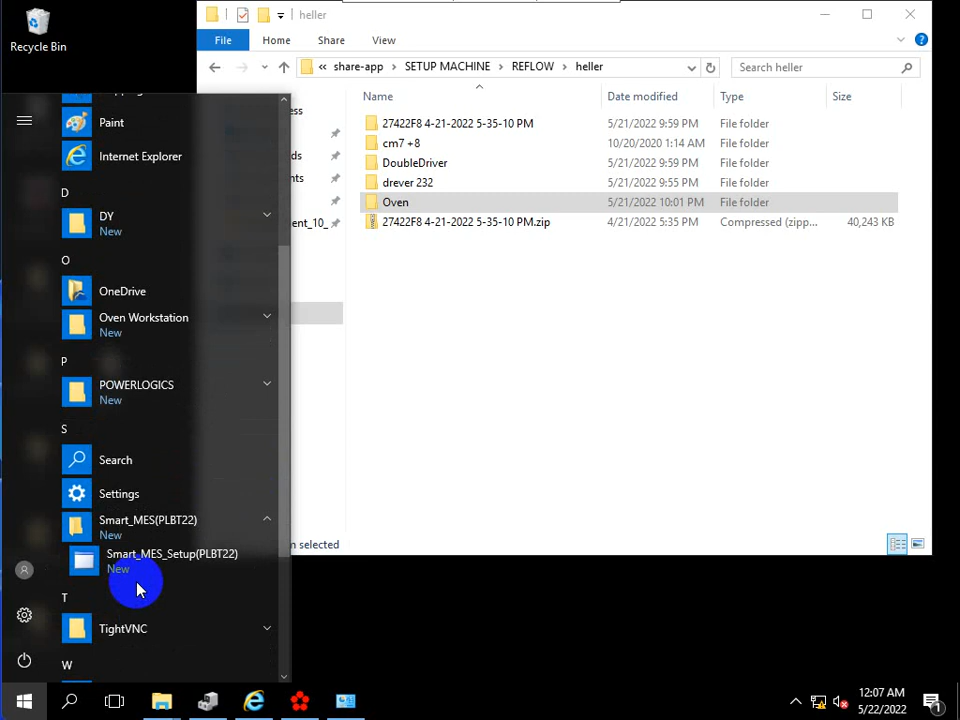 Recycle Bin
heller
File
Home
Share
View
« share-app > SETUP MACHINE > REFLOW > heller
Search heller
Name
Date modified
Type
Size
27422F8 4-21-2022 5-35-10 PM
5/21/2022 9:59 PM
File folder
cm7 +8
10/20/2020 1:14 AM
File folder
DoubleDriver
5/21/2022 9:59 PM
File folder
drever 232
5/21/2022 9:55 PM
File folder
Oven
5/21/2022 10:01 PM
File folder
27422F8 4-21-2022 5-35-10 PM.zip
4/21/2022 5:35 PM
Compressed (zipp...
40,243 KB
ess
ds
nts
ent_10_
n selected
Paint
Internet Explorer
D
DY
New
O
OneDrive
Oven Workstation
New
P
POWERLOGICS
New
S
Search
Settings
Smart_MES(PLBT22)
New
Smart_MES_Setup(PLBT22)
New
T
TightVNC
W
12:07 AM
5/22/2022
1